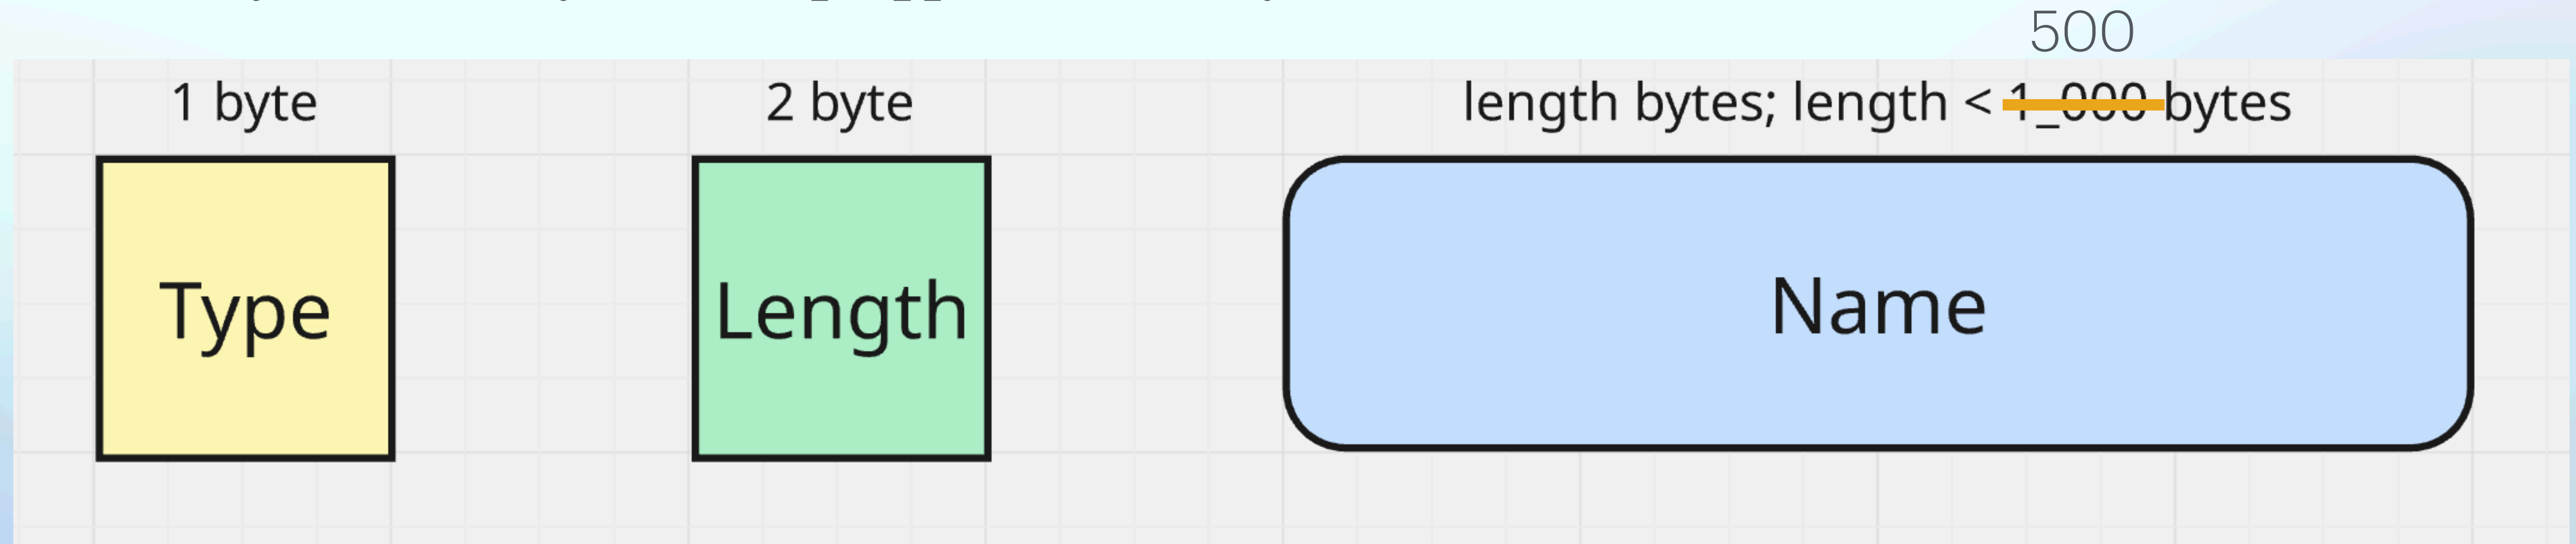 500
1 byte
2 byte
length bytes; length < 1_000 bytes
Type
Length
Name